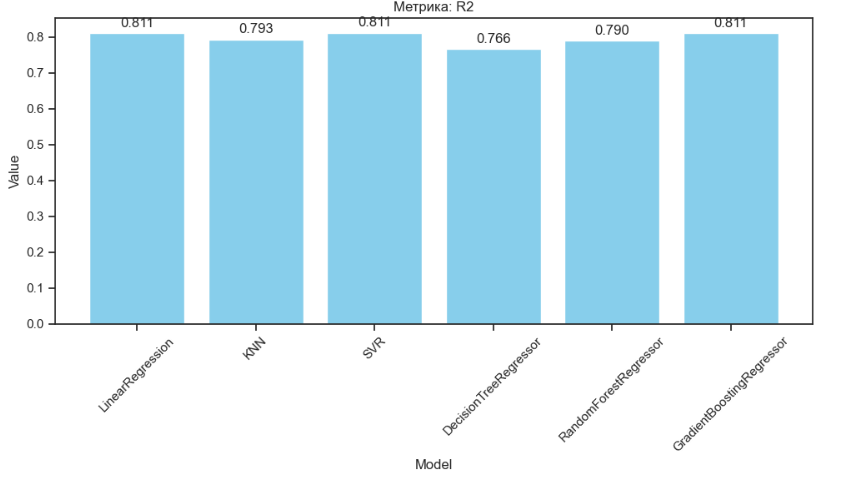 Метрика: R2
0.811
0.793
0.811
0.766
0.790
0.811
Value
0.8
0.7
0.6
0.5
0.4
0.3
0.2
0.1
0.0
LinearRegression
KNN
SVR
DecisionTreeRegressor
RandomForestRegressor
GradientBoostingRegressor
Model